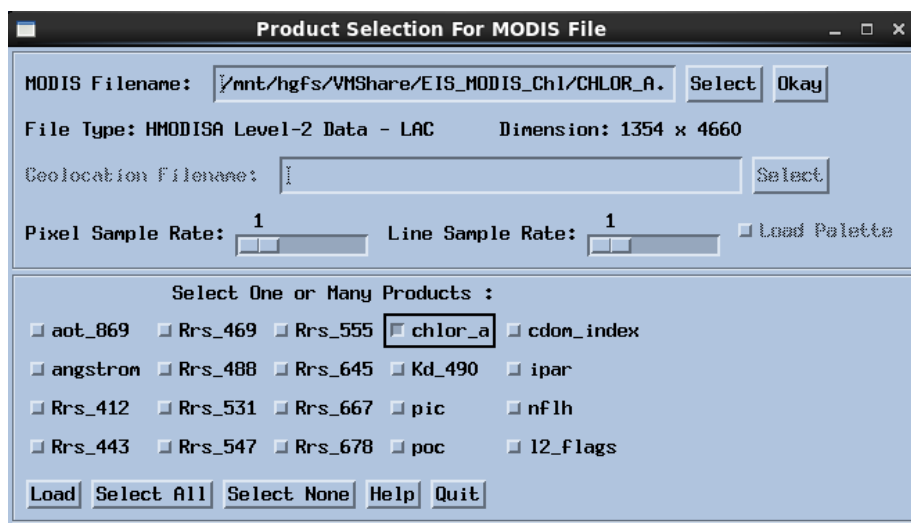 Product Selection For MODIS File
MODIS Filename: /mnt/hgfs/VMShare/EIS_MODIS_Chl/CHLOR_A. Select Okay
File Type: HMODISA Level-2 Data - LAC Dimension: 1354 x 4660
Geolocation Filename: Select
1 1
Pixel Sample Rate: Line Sample Rate: Load Palette
Select One or Many Products :
aot_869 Rrs_469 Rrs_555 chlor_a cdom_index
angstrom Rrs_488 Rrs_645 Kd_490 ipar
Rrs_412 Rrs_531 Rrs_667 pic nflh
Rrs_443 Rrs_547 Rrs_678 poc l2_flags
Load Select All Select None Help Quit